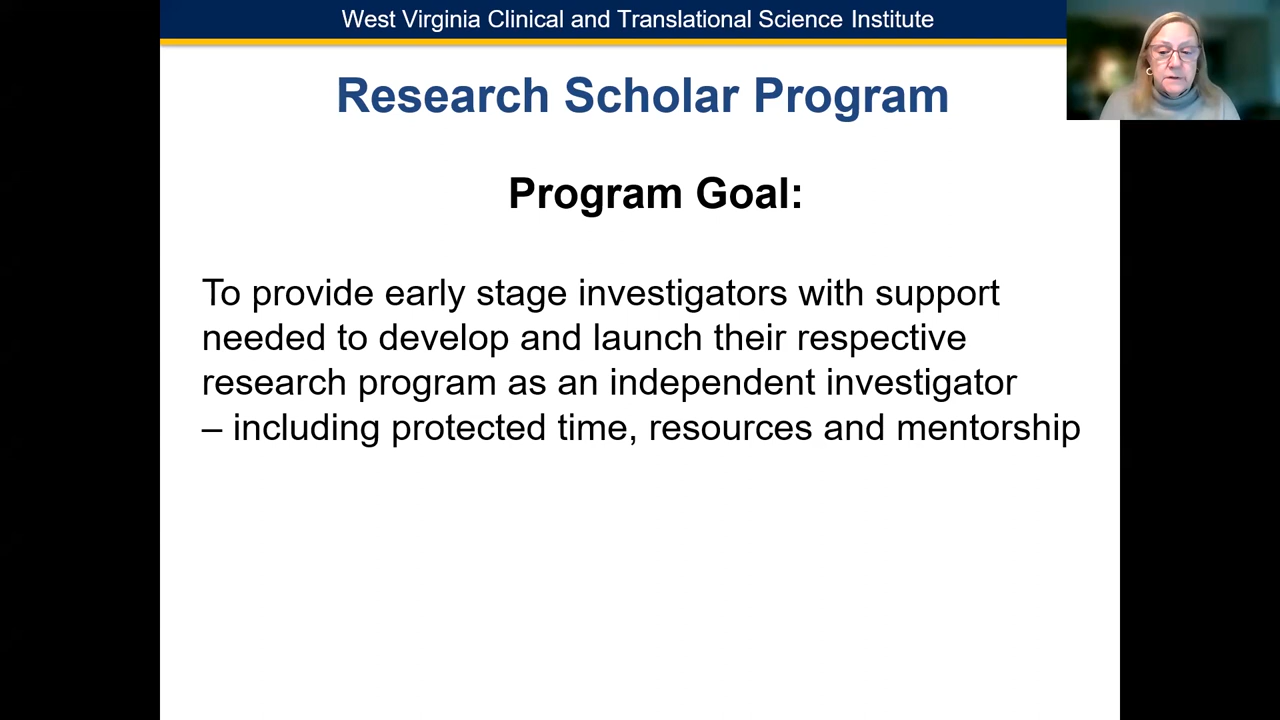 West Virginia Clinical and Translational Science Institute
Research Scholar Program
Program Goal:
To provide early stage investigators with support
needed to develop and launch their respective
research program as an independent investigator
– including protected time, resources and mentorship